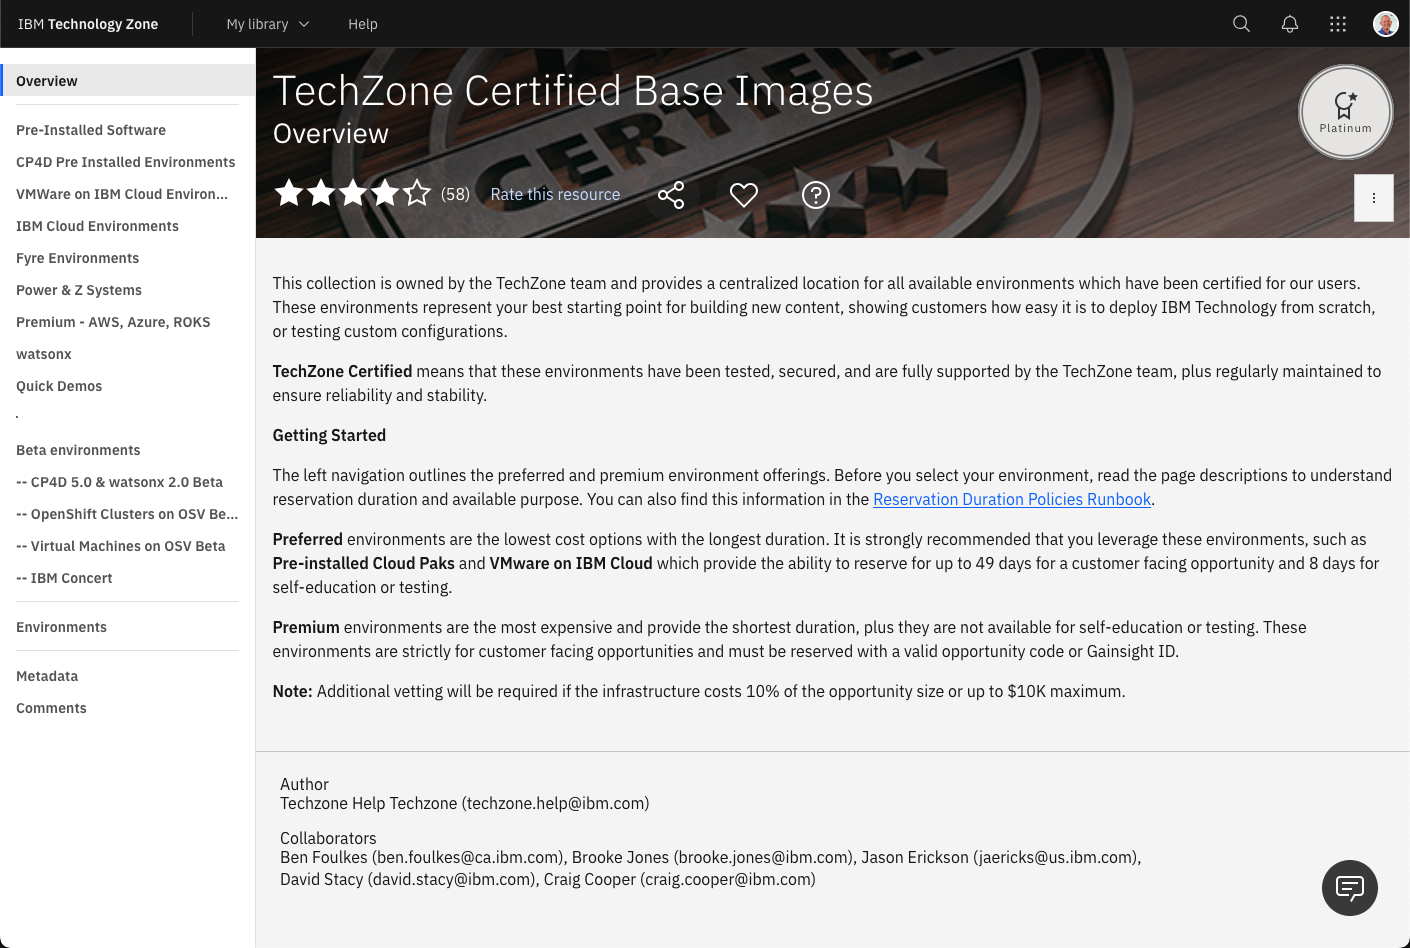 IBM Technology Zone
My library
Help
Overview
Pre-Installed Software
CP4D Pre Installed Environments
VMWare on IBM Cloud Environ...
IBM Cloud Environments
Fyre Environments
Power & Z Systems
Premium - AWS, Azure, ROKS
watsonx
Quick Demos
.
Beta environments
-- CP4D 5.0 & watsonx 2.0 Beta
-- OpenShift Clusters on OSV Be...
-- Virtual Machines on OSV Beta
-- IBM Concert
Environments
Metadata
Comments
TechZone Certified Base Images
Overview
(58) Rate this resource
CERTIFIED
Platinum
This collection is owned by the TechZone team and provides a centralized location for all available environments which have been certified for our users.
These environments represent your best starting point for building new content, showing customers how easy it is to deploy IBM Technology from scratch,
or testing custom configurations.
TechZone Certified means that these environments have been tested, secured, and are fully supported by the TechZone team, plus regularly maintained to
ensure reliability and stability.
Getting Started
The left navigation outlines the preferred and premium environment offerings. Before you select your environment, read the page descriptions to understand
reservation duration and available purpose. You can also find this information in the Reservation Duration Policies Runbook.
Preferred environments are the lowest cost options with the longest duration. It is strongly recommended that you leverage these environments, such as
Pre-installed Cloud Paks and VMware on IBM Cloud which provide the ability to reserve for up to 49 days for a customer facing opportunity and 8 days for
self-education or testing.
Premium environments are the most expensive and provide the shortest duration, plus they are not available for self-education or testing. These
environments are strictly for customer facing opportunities and must be reserved with a valid opportunity code or Gainsight ID.
Note: Additional vetting will be required if the infrastructure costs 10% of the opportunity size or up to $10K maximum.
Author
Techzone Help Techzone (techzone.help@ibm.com)
Collaborators
Ben Foulkes (ben.foulkes@ca.ibm.com), Brooke Jones (brooke.jones@ibm.com), Jason Erickson (jaericks@us.ibm.com),
David Stacy (david.stacy@ibm.com), Craig Cooper (craig.cooper@ibm.com)